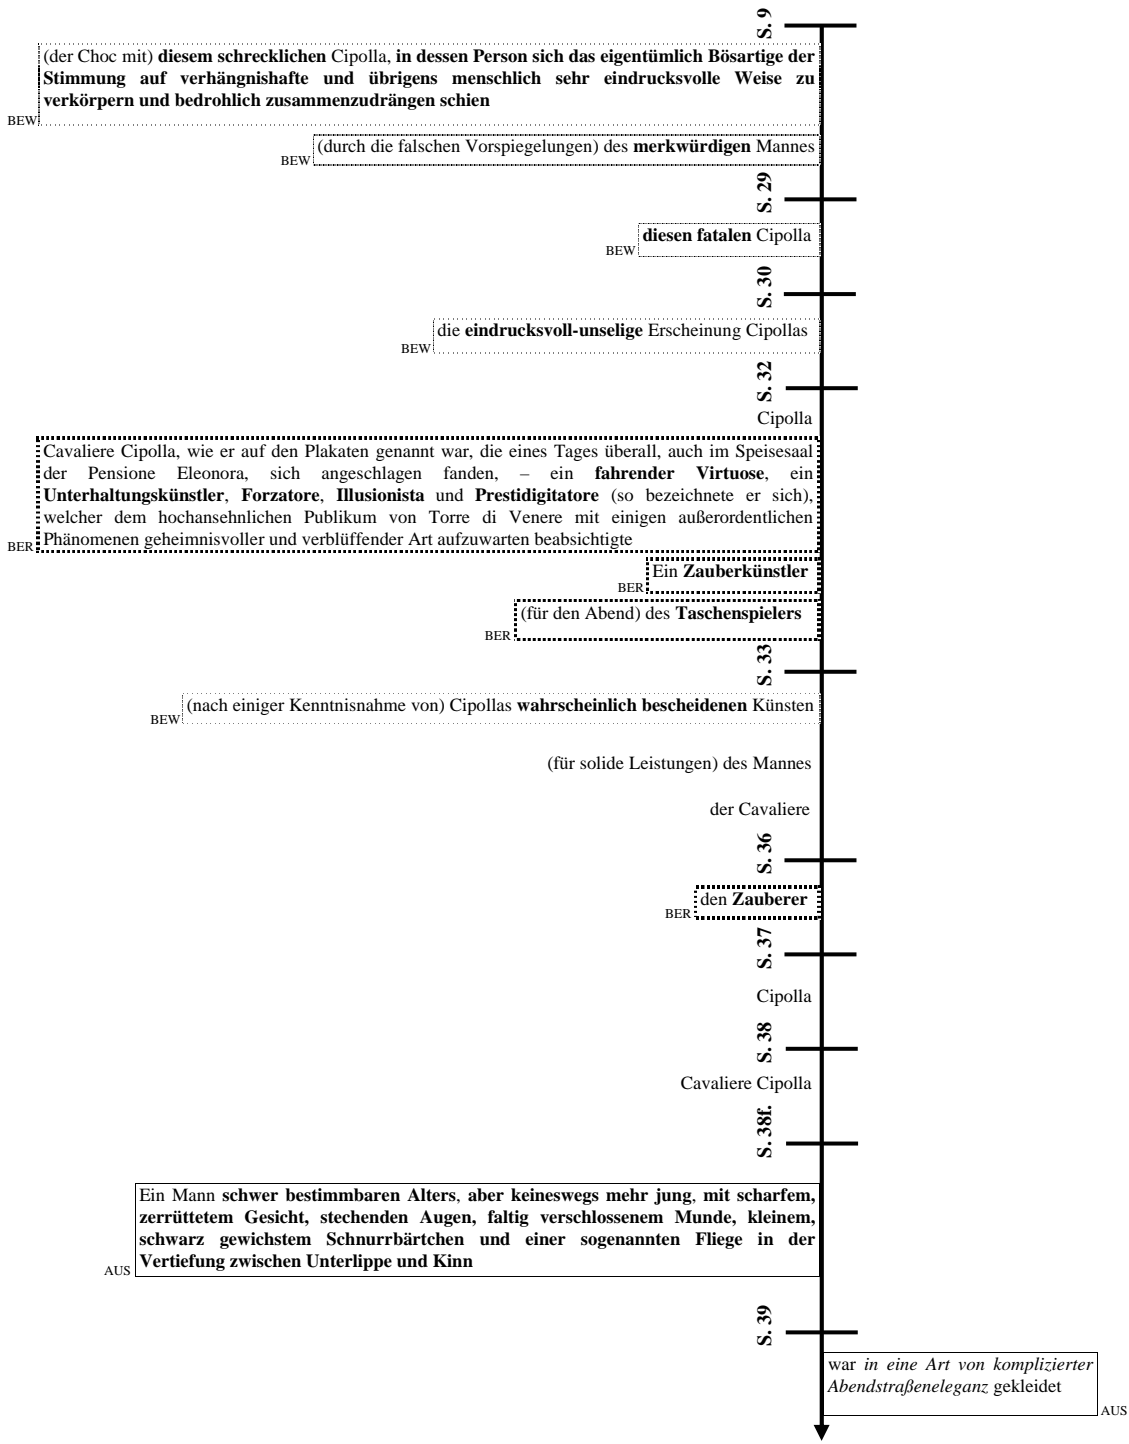 S. 9
(der Choc mit) diesem schrecklichen Cipolla, in dessen Person sich das eigentümlich Bösartige der
Stimmung auf verhängnishafte und übrigens menschlich sehr eindrucksvolle Weise zu
verkörpern und bedrohlich zusammenzudrängen schien
BEW
(durch die falschen Vorspiegelungen) des merkwürdigen Mannes
BEW
S. 29
diesen fatalen Cipolla
BEW
S. 30
die eindrucksvoll-unselige Erscheinung Cipollas
BEW
S. 32
Cipolla
Cavaliere Cipolla, wie er auf den Plakaten genannt war, die eines Tages überall, auch im Speisesaal
der Pensione Eleonora, sich angeschlagen fanden, – ein fahrender Virtuose, ein
Unterhaltungskünstler, Forzatore, Illusionista und Prestidigitatore (so bezeichnete er sich),
welcher dem hochansehnlichen Publikum von Torre di Venere mit einigen außerordentlichen
Phänomenen geheimnisvoller und verblüffender Art aufzuwarten beabsichtigte
BER
Ein Zauberkünstler
BER
(für den Abend) des Taschenspielers
BER
S. 33
(nach einiger Kenntnisnahme von) Cipollas wahrscheinlich bescheidenen Künsten
BEW
(für solide Leistungen) des Mannes
der Cavaliere
S. 36
den Zauberer
BER
S. 37
Cipolla
S. 38
Cavaliere Cipolla
S. 38f.
Ein Mann schwer bestimmbaren Alters, aber keineswegs mehr jung, mit scharfem,
zerrüttetem Gesicht, stechenden Augen, faltig verschlossenem Munde, kleinem,
schwarz gewichstem Schnurrbärtchen und einer sogenannten Fliege in der
Vertiefung zwischen Unterlippe und Kinn
AUS
S. 39
war in eine Art von komplizierter
Abendstraßeneleganz gekleidet
AUS